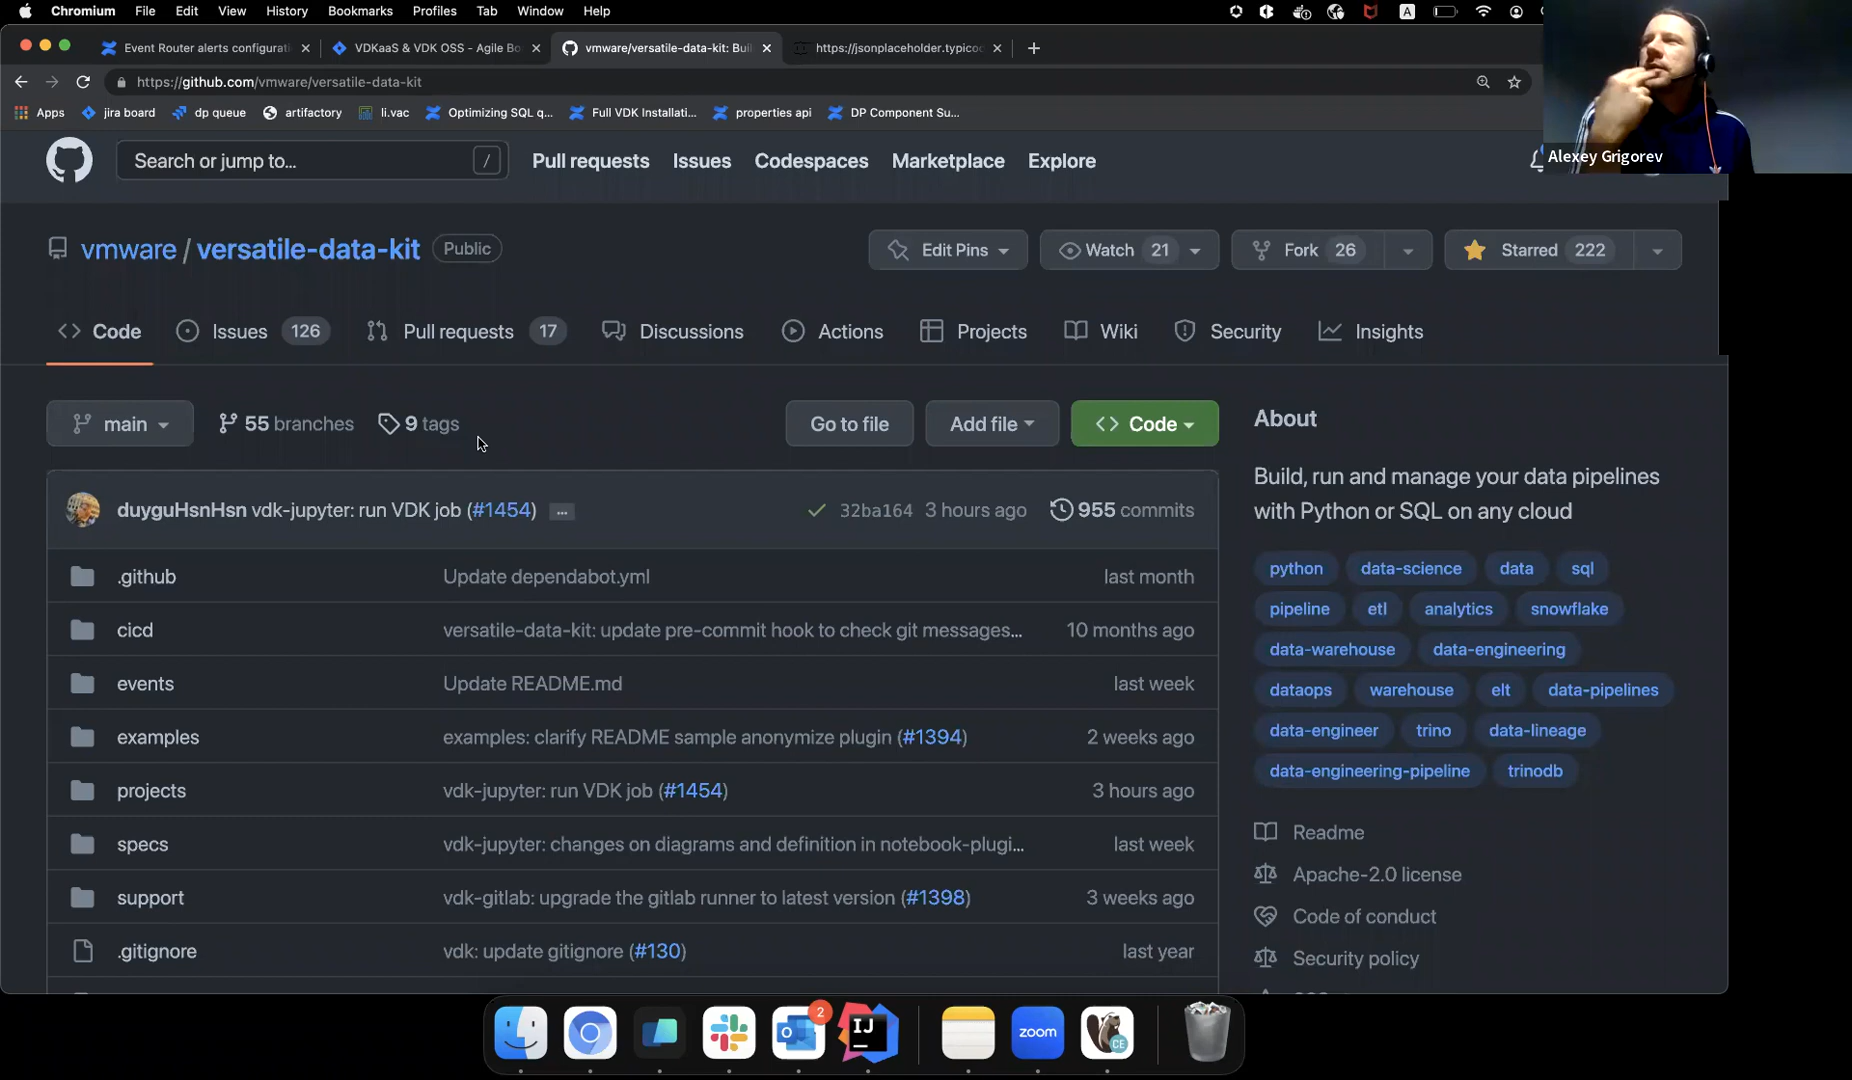 Chromium File Edit View History Bookmarks Profiles Tab Window Help
A
Event Router alerts configurati
VDKaaS & VDK OSS - Agile Bo
vmware/versatile-data-kit: Buil
https://jsonplaceholder.typicod
https://github.com/vmware/versatile-data-kit
Apps jira board dp queue artifactory li.vac Optimizing SQL q... Full VDK Installati... properties api DP Component Su...
Alexey Grigorev
Search or jump to... /
Pull requests Issues Codespaces Marketplace Explore
vmware / versatile-data-kit Public
Edit Pins Watch 21 Fork 26 Starred 222
Code Issues 126 Pull requests 17 Discussions Actions Projects Wiki Security Insights
main 55 branches 9 tags Go to file Add file Code
duyguHsnHsn vdk-jupyter: run VDK job (#1454) ... 32ba164 3 hours ago 955 commits
.github Update dependabot.yml last month
cicd versatile-data-kit: update pre-commit hook to check git messages... 10 months ago
events Update README.md last week
examples examples: clarify README sample anonymize plugin (#1394) 2 weeks ago
projects vdk-jupyter: run VDK job (#1454) 3 hours ago
specs vdk-jupyter: changes on diagrams and definition in notebook-plugi... last week
support vdk-gitlab: upgrade the gitlab runner to latest version (#1398) 3 weeks ago
.gitignore vdk: update gitignore (#130) last year
About
Build, run and manage your data pipelines
with Python or SQL on any cloud
python data-science data sql
pipeline etl analytics snowflake
data-warehouse data-engineering
dataops warehouse elt data-pipelines
data-engineer trino data-lineage
data-engineering-pipeline trinodb
Readme
Apache-2.0 license
Code of conduct
Security policy
2
IJ
zoom
CE